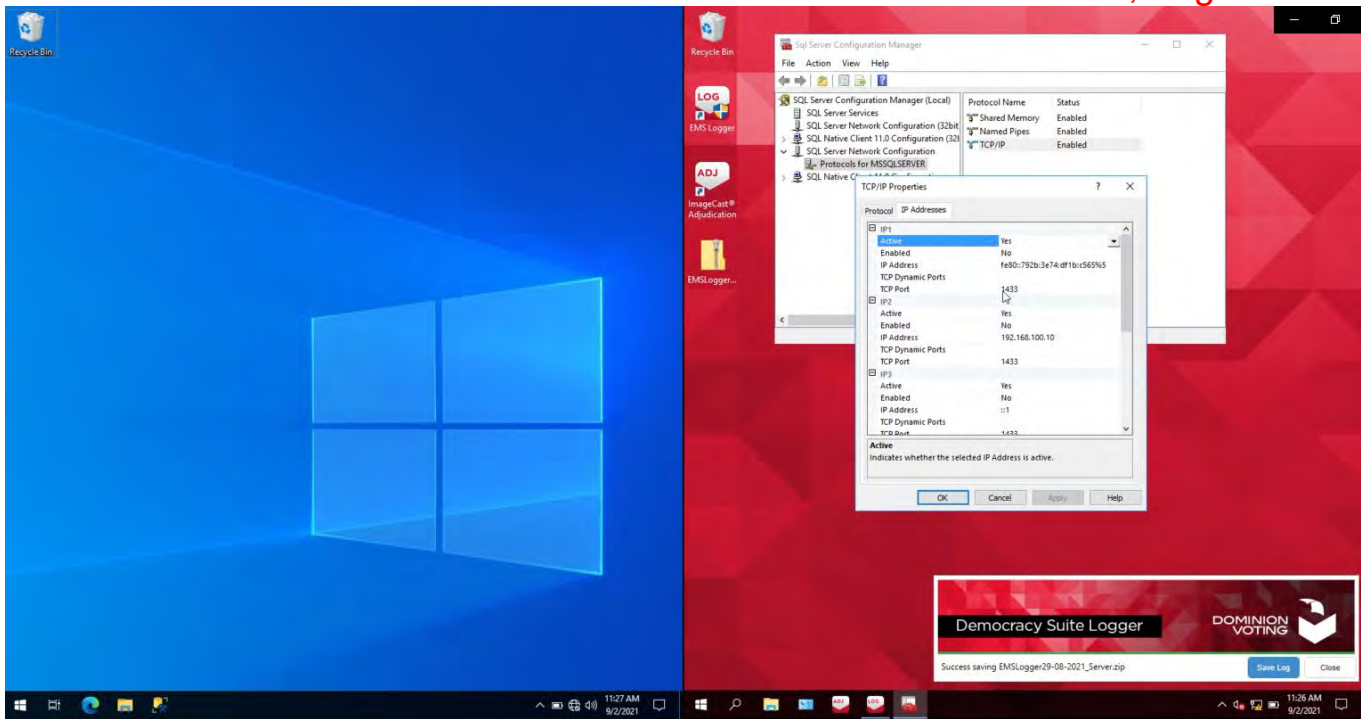 Recycle Bin
11:27 AM
9/2/2021
Recycle Bin
LOG
EMS Logger
ADJ
ImageCast®
Adjudication
EMSLogger...
Sql Server Configuration Manager
File Action View Help
SQL Server Configuration Manager (Local)
SQL Server Services
SQL Server Network Configuration (32bit
SQL Native Client 11.0 Configuration (32
SQL Server Network Configuration
Protocols for MSSQLSERVER
SQL Native
Protocol Name Status
Shared Memory Enabled
Named Pipes Enabled
TCP/IP Enabled
TCP/IP Properties
Protocol IP Addresses
IP1
Active Yes
Enabled No
IP Address fe80::792b:3e74:df1b:c565%5
TCP Dynamic Ports
TCP Port 1433
IP2
Active Yes
Enabled No
IP Address 192.168.100.10
TCP Dynamic Ports
TCP Port 1433
IP3
Active Yes
Enabled No
IP Address ::1
TCP Dynamic Ports
TCP Port 1433
Active
Indicates whether the selected IP Address is active.
OK Cancel Apply Help
Democracy Suite Logger
DOMINION
VOTING
Success saving EMSLogger29-08-2021_Server.zip
Save Log Close
11:26 AM
9/2/2021